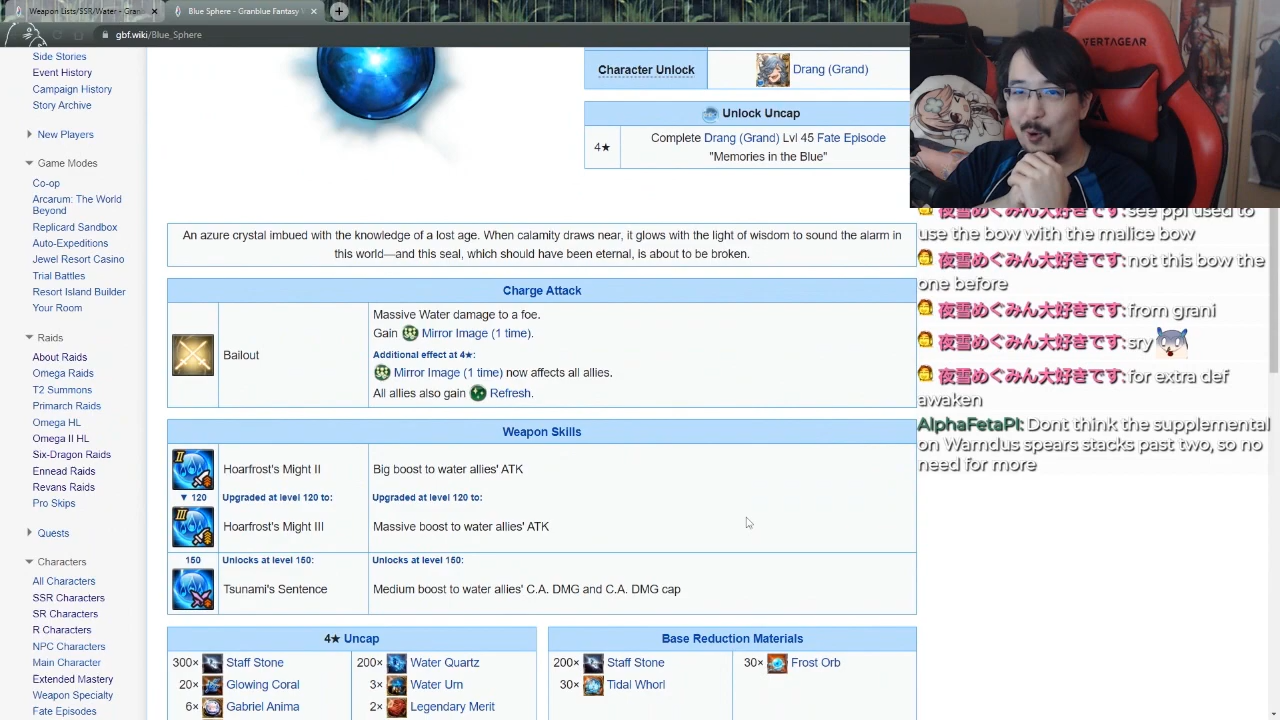 Weapon Lists/SSR/Water - Granb
Blue Sphere - Granblue Fantasy
gbf.wiki/Blue_Sphere
VERTAGEAR
Side Stories
Event History
Campaign History
Story Archive
New Players
Game Modes
Co-op
Arcarum: The World
Beyond
Replicard Sandbox
Auto-Expeditions
Jewel Resort Casino
Trial Battles
Resort Island Builder
Your Room
Raids
About Raids
Omega Raids
T2 Summons
Primarch Raids
Omega HL
Omega II HL
Six-Dragon Raids
Ennead Raids
Revans Raids
Pro Skips
Quests
Characters
All Characters
SSR Characters
SR Characters
R Characters
NPC Characters
Main Character
Extended Mastery
Weapon Specialty
Fate Episodes
Character Unlock
Drang (Grand)
Unlock Uncap
4★
Complete Drang (Grand) Lvl 45 Fate Episode
"Memories in the Blue"
An azure crystal imbued with the knowledge of a lost age. When calamity draws near, it glows with the light of wisdom to sound the alarm in
this world—and this seal, which should have been eternal, is about to be broken.
Charge Attack
Bailout
Massive Water damage to a foe.
Gain Mirror Image (1 time).
Additional effect at 4★:
Mirror Image (1 time) now affects all allies.
All allies also gain Refresh.
Weapon Skills
II
Hoarfrost's Might II
Big boost to water allies' ATK
▼ 120
Upgraded at level 120 to:
Upgraded at level 120 to:
III
Hoarfrost's Might III
Massive boost to water allies' ATK
150
Unlocks at level 150:
Unlocks at level 150:
Tsunami's Sentence
Medium boost to water allies' C.A. DMG and C.A. DMG cap
4★ Uncap
300× Staff Stone
200× Water Quartz
20× Glowing Coral
3× Water Urn
6× Gabriel Anima
2× Legendary Merit
Base Reduction Materials
200× Staff Stone
30× Frost Orb
30× Tidal Whorl
夜雪めぐみん大好きです: see ppl used to
use the bow with the malice bow
夜雪めぐみん大好きです: not this bow the
one before
夜雪めぐみん大好きです: from grani
夜雪めぐみん大好きです: sry
夜雪めぐみん大好きです: for extra def
awaken
AlphaFetaPI: Dont think the supplemental
on Wamdus spears stacks past two, so no
need for more